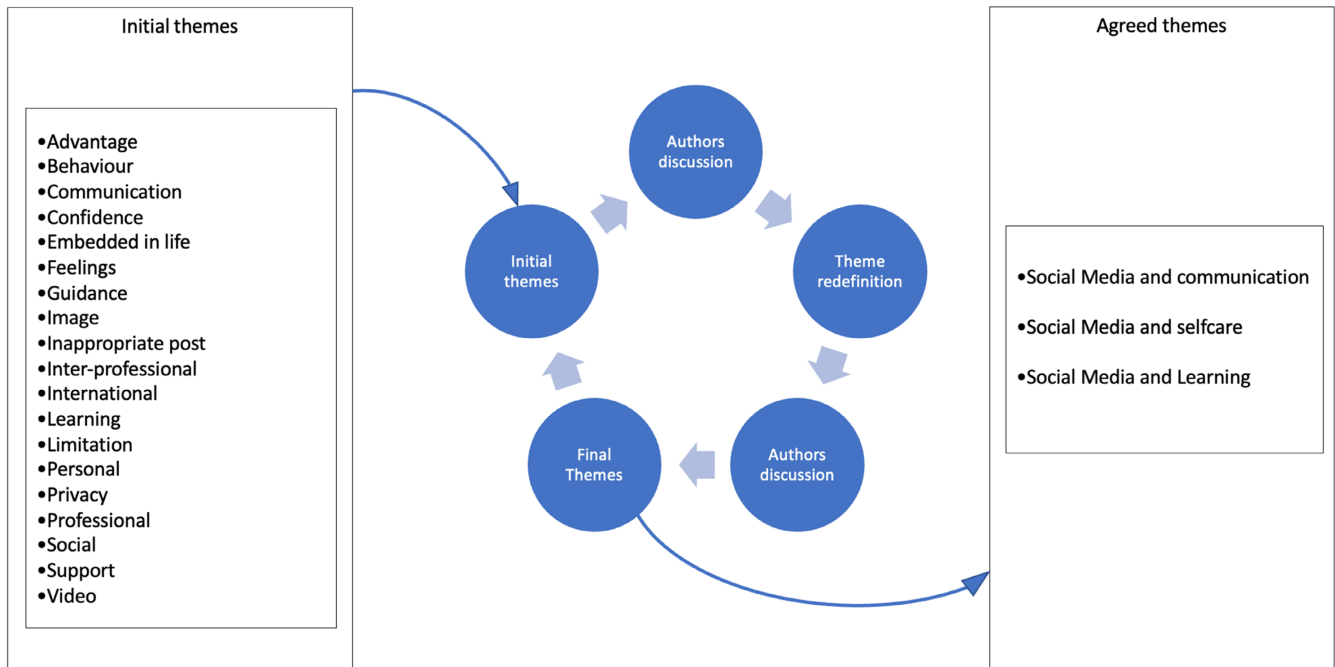 Initial themes
•Advantage
•Behaviour
•Communication
•Confidence
•Embedded in life
•Feelings
•Guidance
•Image
•Inappropriate post
•Inter-professional
•International
•Learning
•Limitation
•Personal
•Privacy
•Professional
•Social
•Support
•Video
Authors
discussion
Initial
themes
Theme
redefinition
Final
Themes
Authors
discussion
Agreed themes
•Social Media and communication
•Social Media and selfcare
•Social Media and Learning